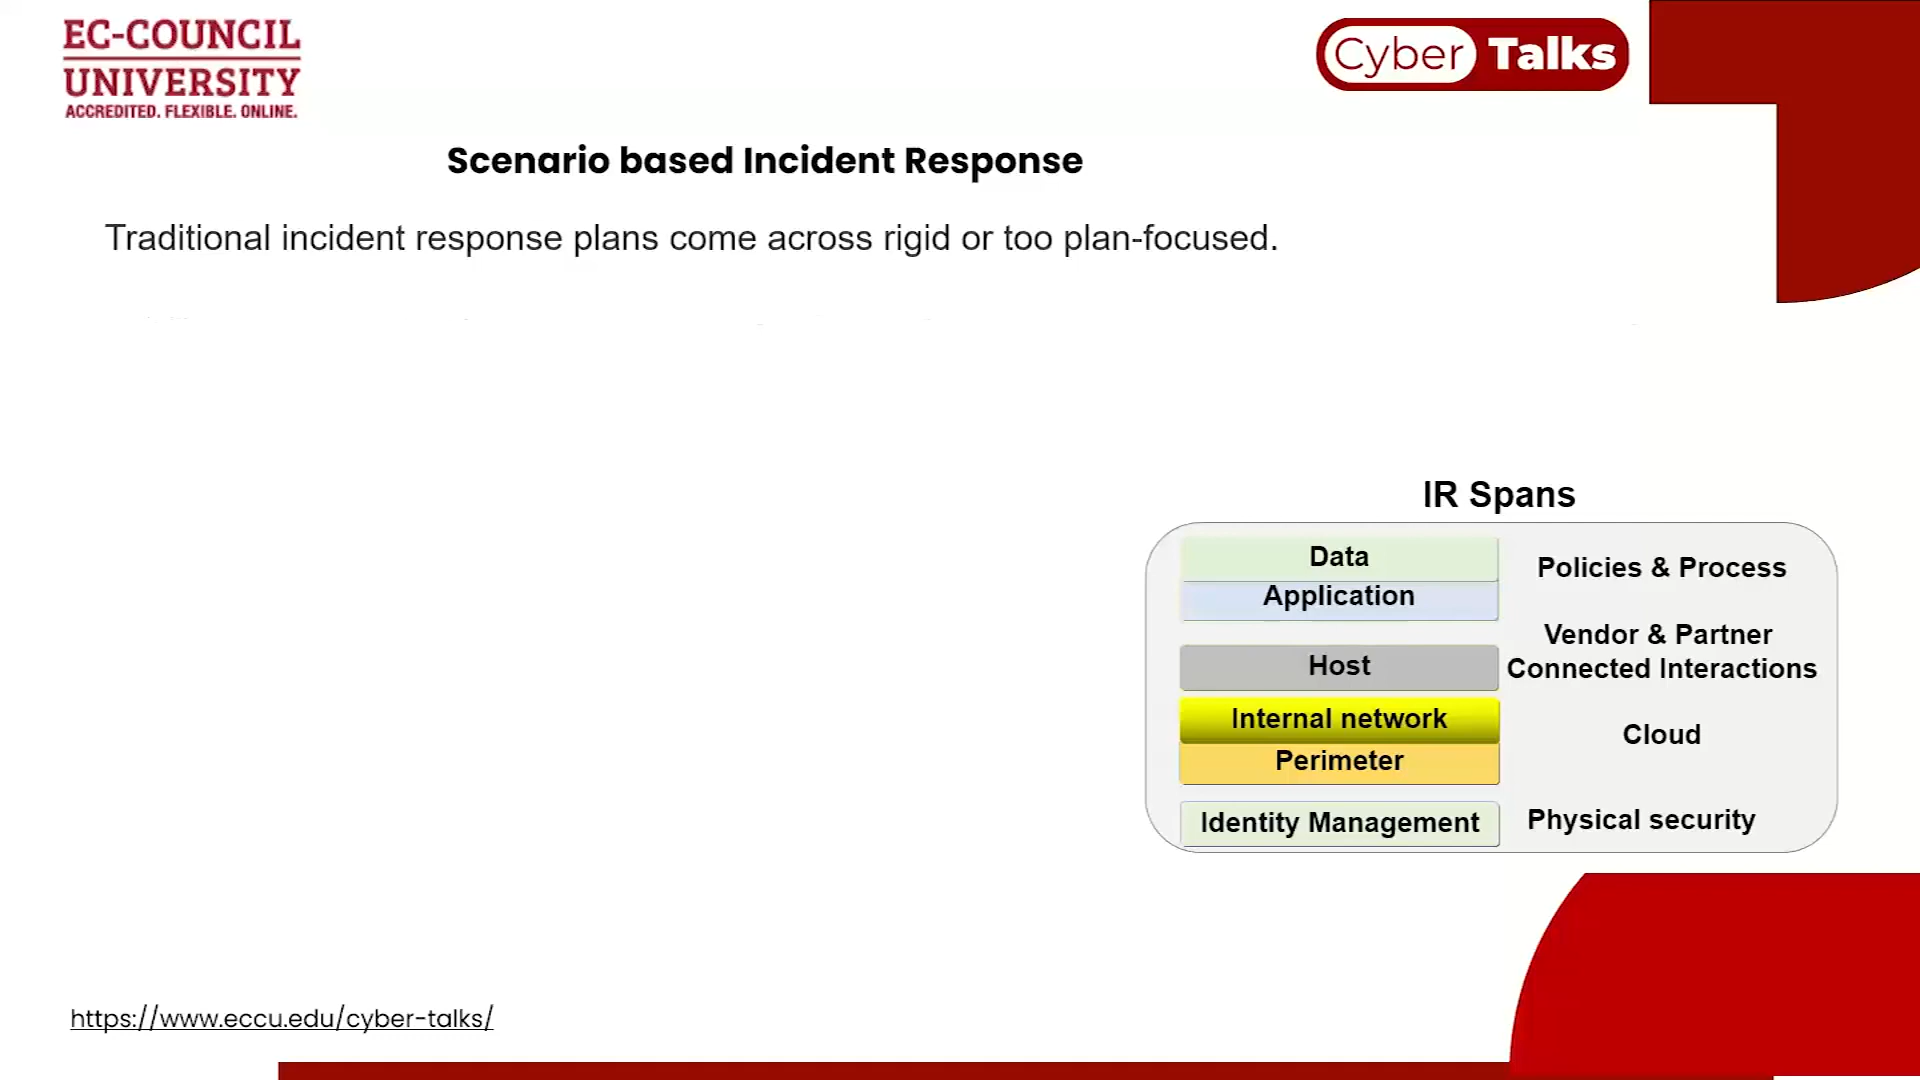 EC-COUNCIL
UNIVERSITY
ACCREDITED. FLEXIBLE. ONLINE.
Cyber Talks
Scenario based Incident Response
Traditional incident response plans come across rigid or too plan-focused.
IR Spans
Data
Application
Host
Internal network
Perimeter
Identity Management
Policies & Process
Vendor & Partner
Connected Interactions
Cloud
Physical security
https://www.eccu.edu/cyber-talks/